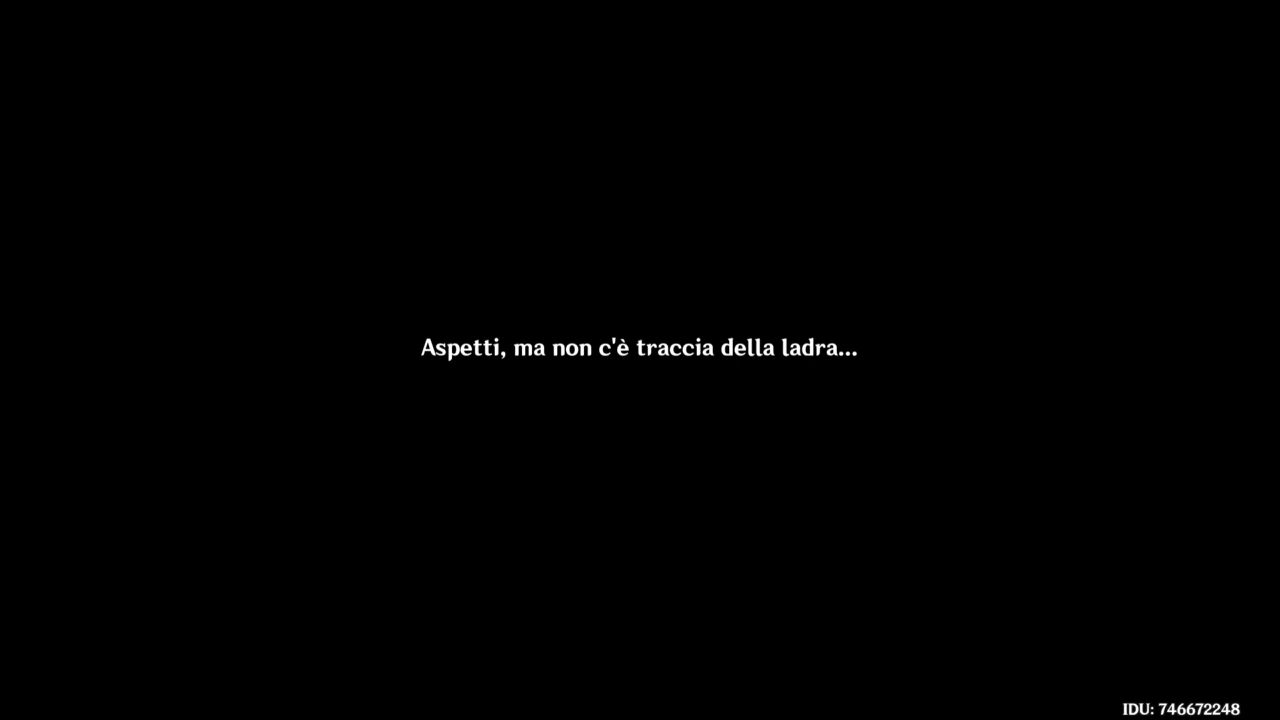 Aspetti, ma non c'è traccia della ladra...
IDU: 746672248